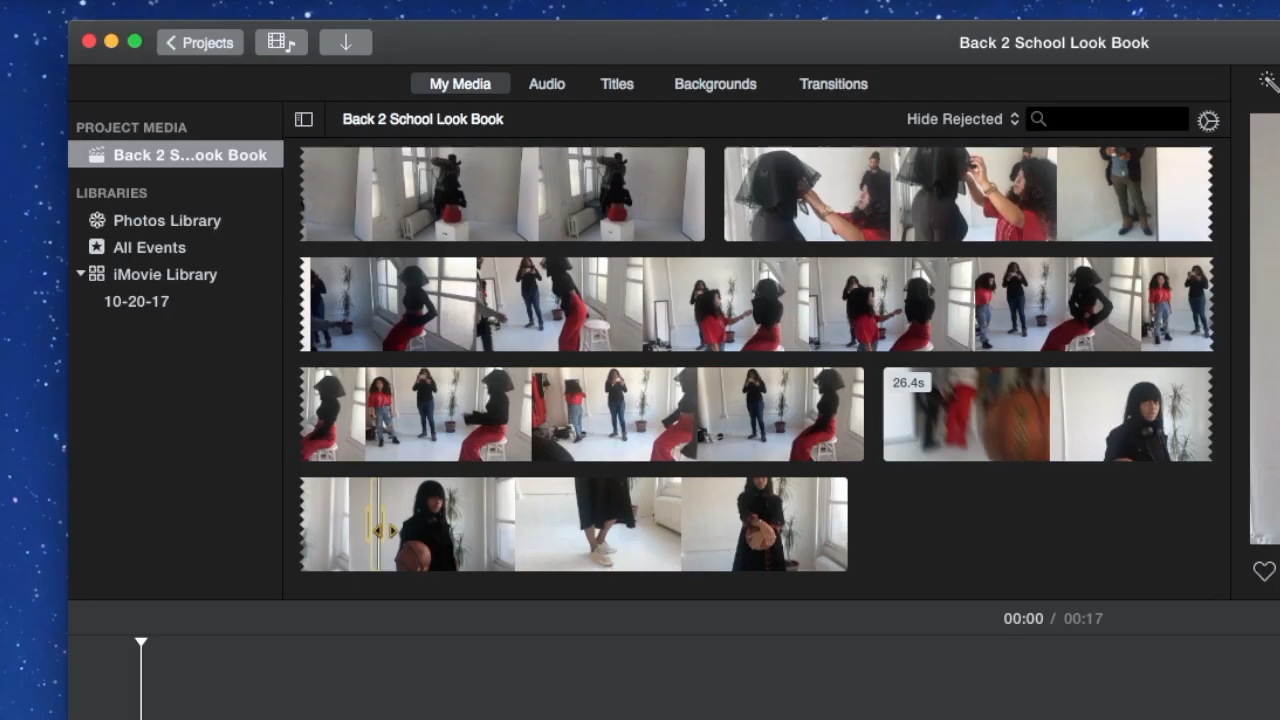 Projects
Back 2 School Look Book
My Media
Audio
Titles
Backgrounds
Transitions
PROJECT MEDIA
Back 2 School Look Book
Hide Rejected
Back 2 S...ook Book
LIBRARIES
Photos Library
All Events
iMovie Library
10-20-17
26.4s
00:00 / 00:17